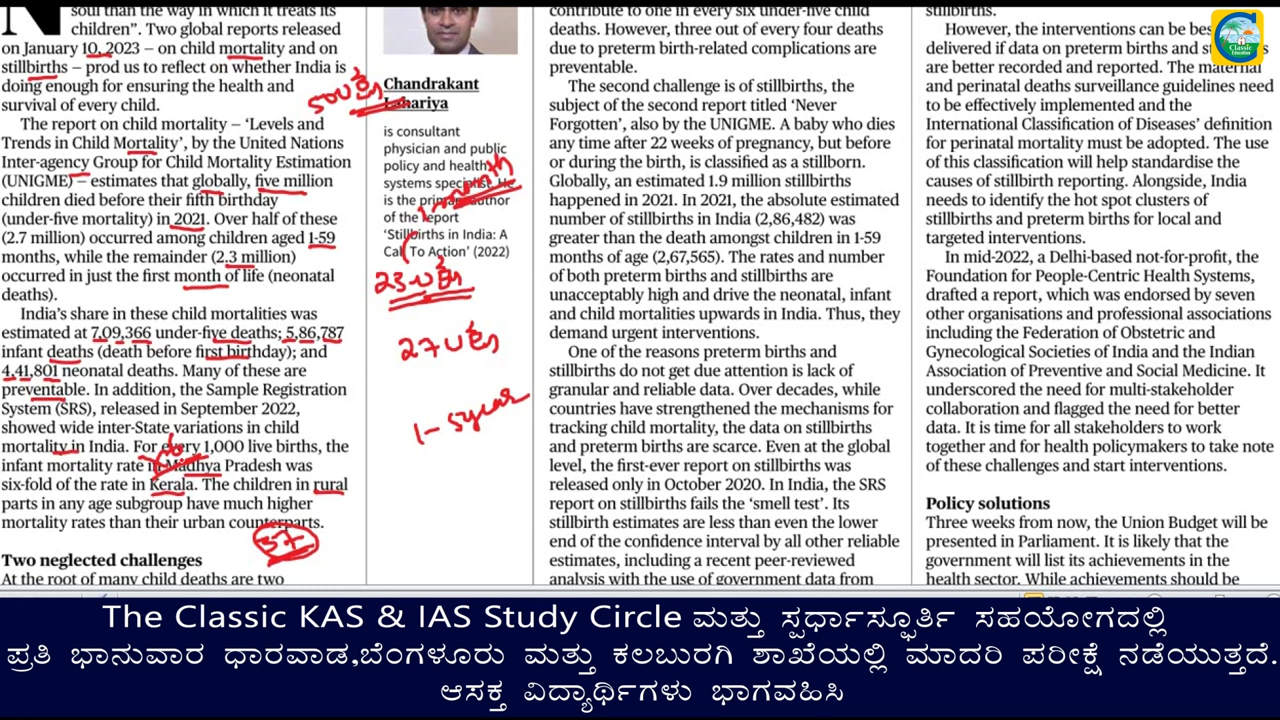 soul than the way in which it treats its
children”. Two global reports released
on January 10, 2023 – on child mortality and on
stillbirths – prod us to reflect on whether India is
doing enough for ensuring the health and
survival of every child.
The report on child mortality – ‘Levels and
Trends in Child Mortality’, by the United Nations
Inter-agency Group for Child Mortality Estimation
(UNIGME) – estimates that globally, five million
children died before their fifth birthday
(under-five mortality) in 2021. Over half of these
(2.7 million) occurred among children aged 1-59
months, while the remainder (2.3 million)
occurred in just the first month of life (neonatal
deaths).
India’s share in these child mortalities was
estimated at 7,09,366 under-five deaths; 5,86,787
infant deaths (death before first birthday); and
4,41,801 neonatal deaths. Many of these are
preventable. In addition, the Sample Registration
System (SRS), released in September 2022,
showed wide inter-State variations in child
mortality in India. For every 1,000 live births, the
infant mortality rate in Madhya Pradesh was
six-fold of the rate in Kerala. The children in rural
parts in any age subgroup have much higher
mortality rates than their urban counterparts.
37
Two neglected challenges
At the root of many child deaths are two
Chandrakant
Lahariya
is consultant
physician and public
policy and health
systems specialist. He
is the primary author
of the report
‘Stillbirths in India: A
Call To Action’ (2022)
1 month
1-5year
contribute to one in every six under-five child
deaths. However, three out of every four deaths
due to preterm birth-related complications are
preventable.
The second challenge is of stillbirths, the
subject of the second report titled ‘Never
Forgotten’, also by the UNIGME. A baby who dies
any time after 22 weeks of pregnancy, but before
or during the birth, is classified as a stillborn.
Globally, an estimated 1.9 million stillbirths
happened in 2021. In 2021, the absolute estimated
number of stillbirths in India (2,86,482) was
greater than the death amongst children in 1-59
months of age (2,67,565). The rates and number
of both preterm births and stillbirths are
unacceptably high and drive the neonatal, infant
and child mortalities upwards in India. Thus, they
demand urgent interventions.
One of the reasons preterm births and
stillbirths do not get due attention is lack of
granular and reliable data. Over decades, while
countries have strengthened the mechanisms for
tracking child mortality, the data on stillbirths
and preterm births are scarce. Even at the global
level, the first-ever report on stillbirths was
released only in October 2020. In India, the SRS
report on stillbirths fails the ‘smell test’. Its
stillbirth estimates are less than even the lower
end of the confidence interval by all other reliable
estimates, including a recent peer-reviewed
analysis with the use of government data from
stillbirths.
However, the interventions can be best
delivered if data on preterm births and
are better recorded and reported. The maternal
and perinatal deaths surveillance guidelines need
to be effectively implemented and the
International Classification of Diseases’ definition
for perinatal mortality must be adopted. The use
of this classification will help standardise the
causes of stillbirth reporting. Alongside, India
needs to identify the hot spot clusters of
stillbirths and preterm births for local and
targeted interventions.
In mid-2022, a Delhi-based not-for-profit, the
Foundation for People-Centric Health Systems,
drafted a report, which was endorsed by seven
other organisations and professional associations
including the Federation of Obstetric and
Gynecological Societies of India and the Indian
Association of Preventive and Social Medicine. It
underscored the need for multi-stakeholder
collaboration and flagged the need for better
data. It is time for all stakeholders to work
together and for health policymakers to take note
of these challenges and start interventions.
Policy solutions
Three weeks from now, the Union Budget will be
presented in Parliament. It is likely that the
government will list its achievements in the
health sector. While achievements should be
Classic
Education
The Classic KAS & IAS Study Circle ಮತ್ತು ಸ್ಪರ್ಧಾಸ್ಫೂರ್ತಿ ಸಹಯೋಗದಲ್ಲಿ
ಪ್ರತಿ ಭಾನುವಾರ ಧಾರವಾಡ,ಬೆಂಗಳೂರು ಮತ್ತು ಕಲಬುರಗಿ ಶಾಖೆಯಲ್ಲಿ ಮಾದರಿ ಪರೀಕ್ಷೆ ನಡೆಯುತ್ತದೆ.
ಆಸಕ್ತ ವಿದ್ಯಾರ್ಥಿಗಳು ಭಾಗವಹಿಸಿ